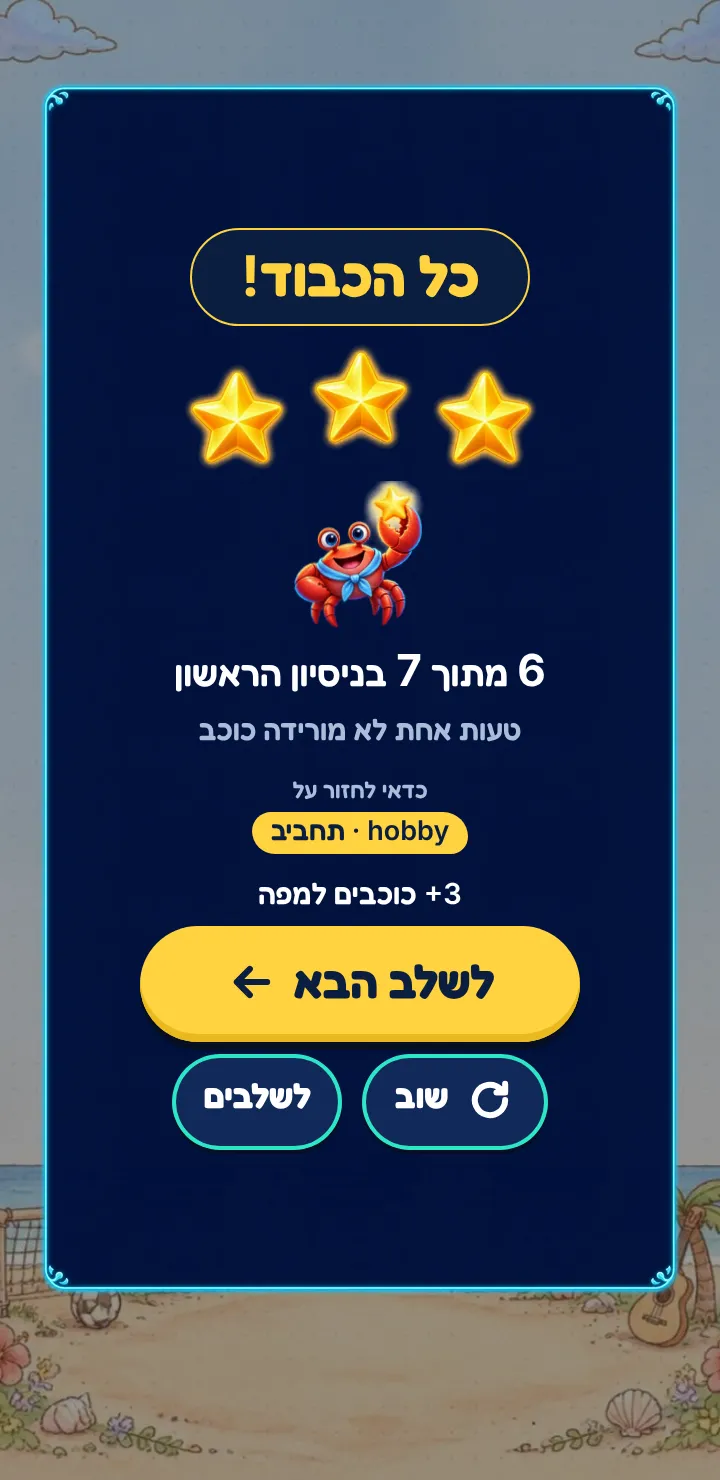 כל הכבוד!
6 מתוך 7 בניסיון הראשון
טעות אחת לא מורידה כוכב
כדאי לחזור על
hobby · תחביב
+3 כוכבים למפה
לשלב הבא ←
שוב
לשלבים